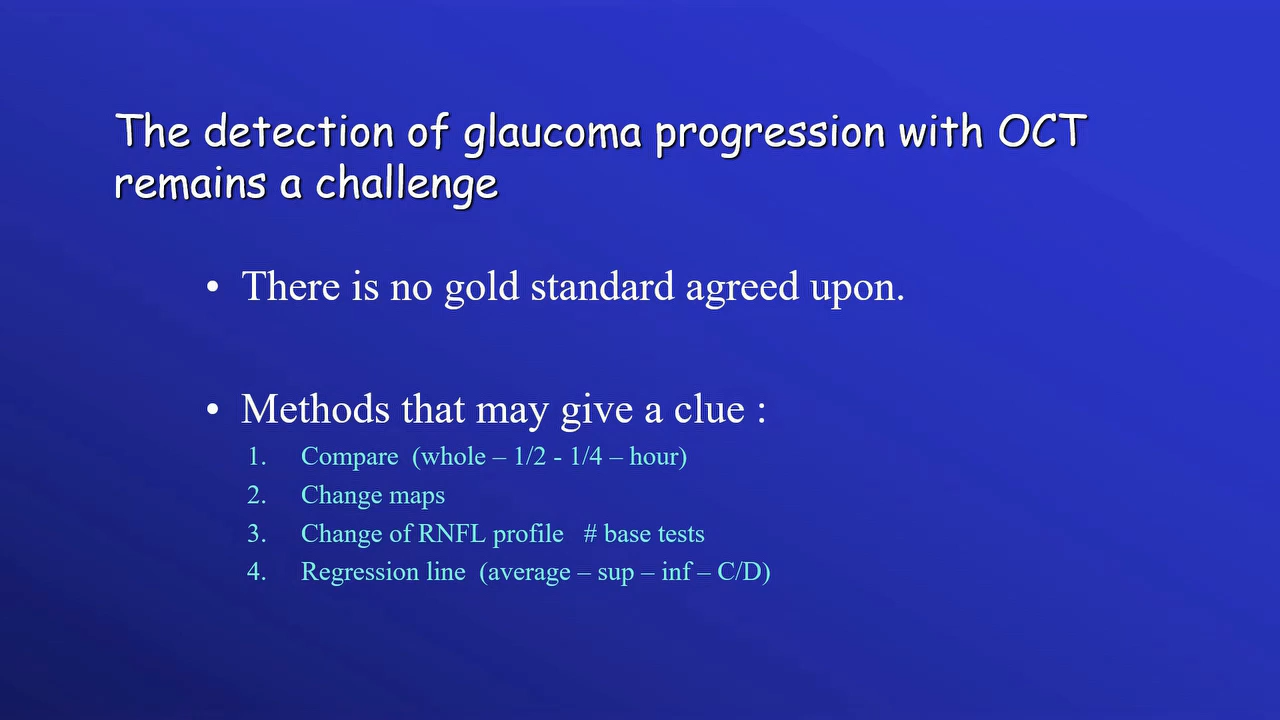 The detection of glaucoma progression with OCT
remains a challenge
• There is no gold standard agreed upon.
• Methods that may give a clue :
1. Compare (whole – 1/2 - 1/4 – hour)
2. Change maps
3. Change of RNFL profile # base tests
4. Regression line (average – sup – inf – C/D)